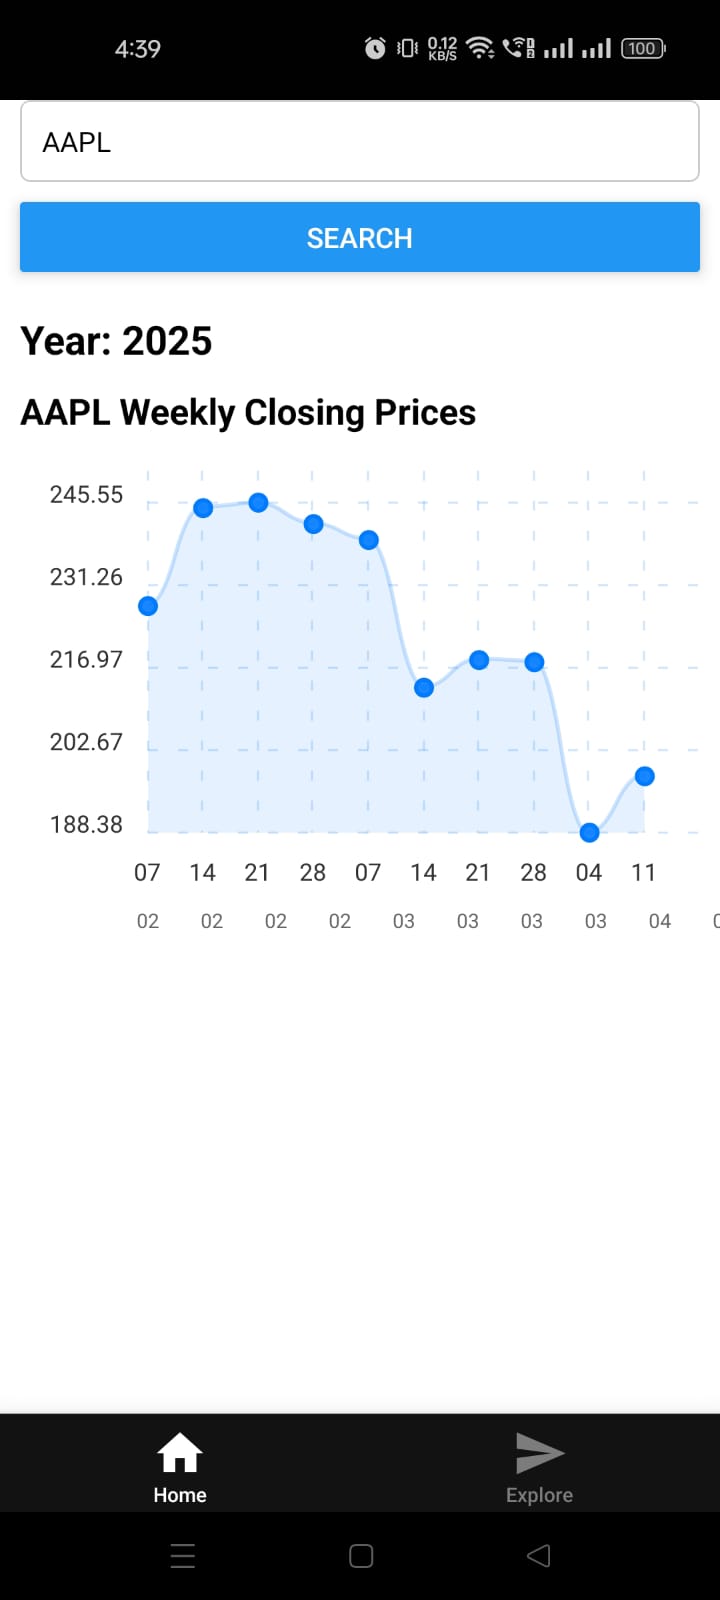 4:39 0.12 KB/S 1 2 100
AAPL
SEARCH
Year: 2025
AAPL Weekly Closing Prices
245.55
231.26
216.97
202.67
188.38
07 14 21 28 07 14 21 28 04 11
02 02 02 02 03 03 03 03 04
Home Explore